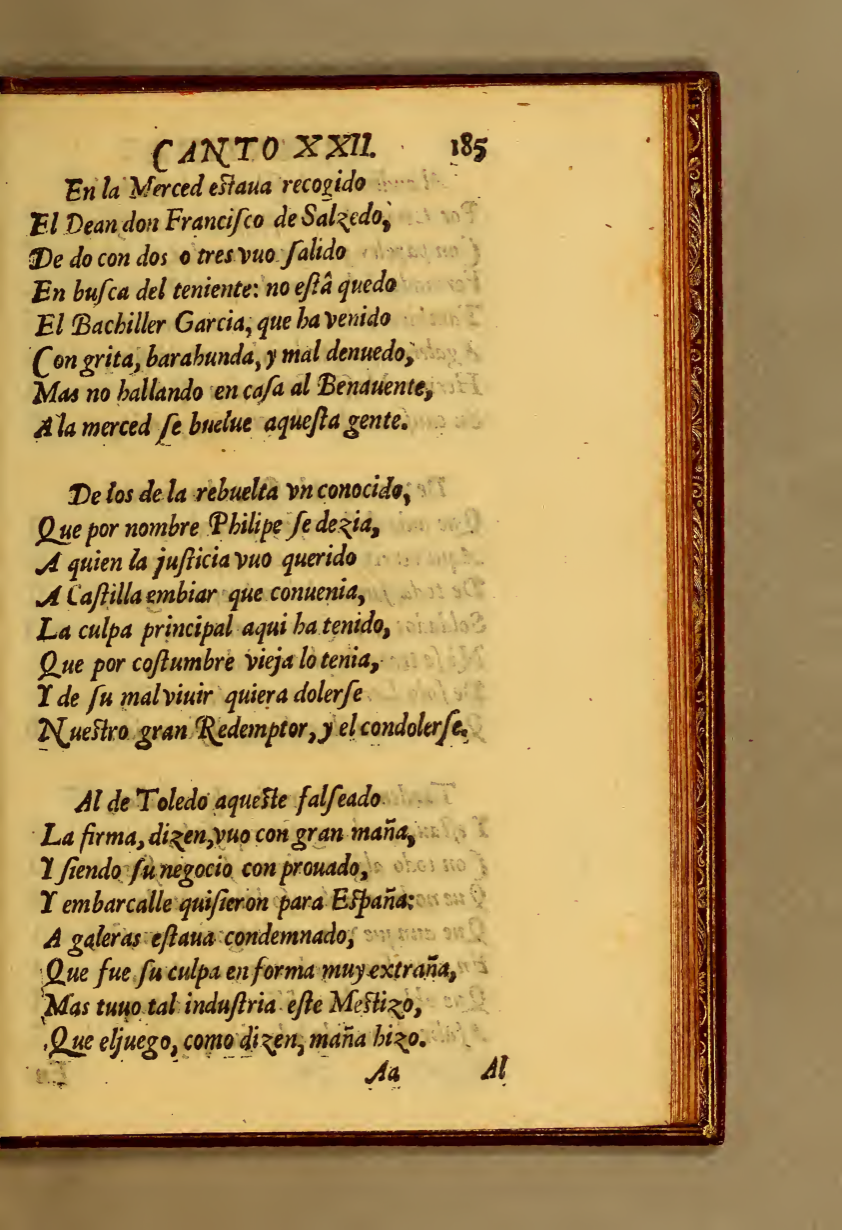 CANTO XXII. 185
En la Merced eſtaua recogido
El Dean don Franciſco de Salzedo,
De do con dos o tres vuo ſalido
En buſca del teniente: no eſtâ quedo
El Bachiller Garcia, que ha venido
Con grita, barahunda, y mal denuedo,
Mas no hallando en caſa al Benauente,
A la merced ſe buelue aqueſta gente.

De los de la rebuelta vn conocido,
Que por nombre Philipe ſe dezia,
A quien la juſticia vuo querido
A Caſtilla embiar que conuenia,
La culpa principal aqui ha tenido,
Que por coſtumbre vieja lo tenia,
Y de ſu mal viuir quiera dolerſe
Nueſtro gran Redemptor, y el condolerſe.

Al de Toledo aqueſte falſeado
La firma, dizen, vuo con gran maña,
Y ſiendo ſu negocio con prouado,
Y embarcalle quiſieron para Eſpaña:
A galeras eſtaua condemnado,
Que fue ſu culpa en forma muy extraña,
Mas tuuo tal induſtria eſte Meſtizo,
Que el juego, como dizen, maña hizo.
Aa Al